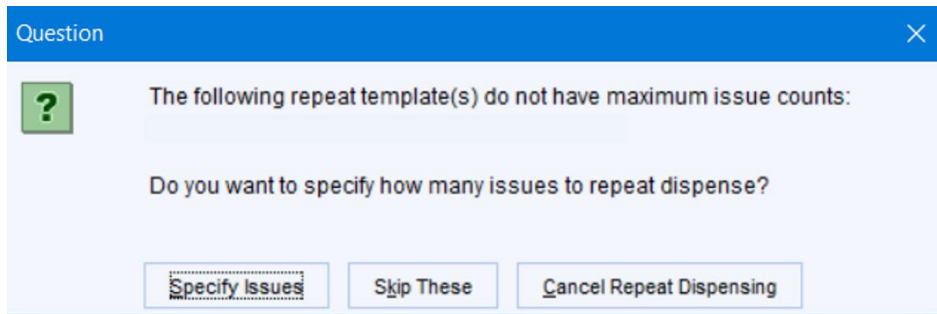 Question
The following repeat template(s) do not have maximum issue counts:
Do you want to specify how many issues to repeat dispense?
Specify Issues
Skip These
Cancel Repeat Dispensing